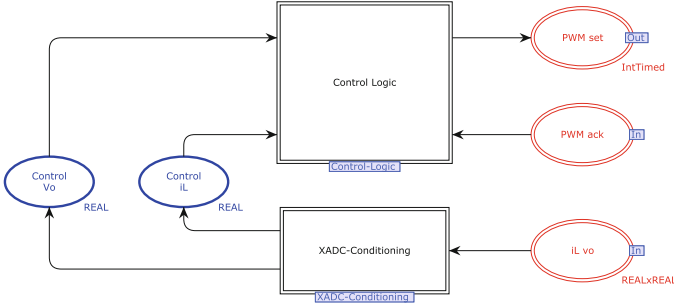 PWM set
Out
IntTimed
Control Logic
PWM ack
In
Control-Logic
Control
Vo
REAL
Control
iL
REAL
XADC-Conditioning
iL vo
In
REALxREAL
XADC-Conditioning